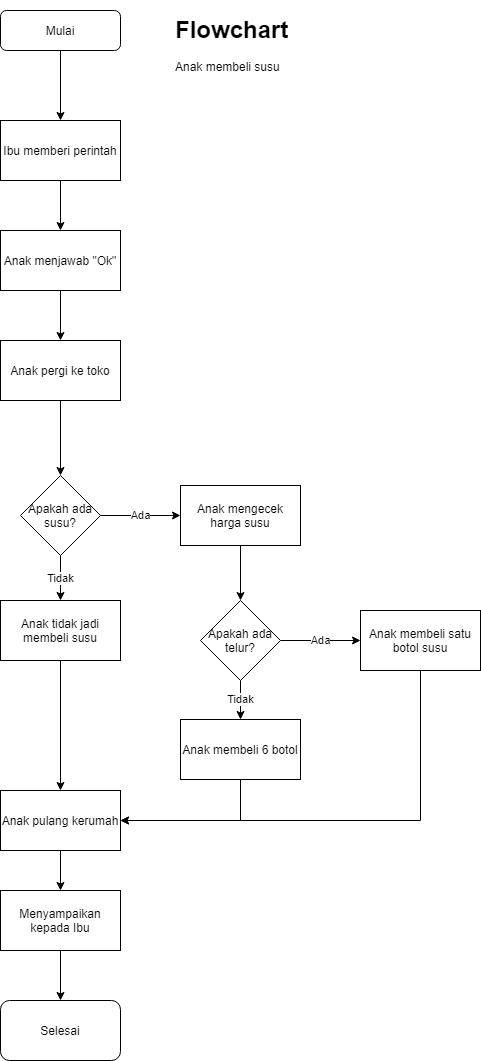 Mulai
Flowchart
Anak membeli susu
Ibu memberi perintah
Anak menjawab "Ok"
Anak pergi ke toko
Apakah ada
susu?
Ada
Anak mengecek
harga susu
Tidak
Anak tidak jadi
membeli susu
Apakah ada
telur?
Ada
Anak membeli satu
botol susu
Tidak
Anak membeli 6 botol
Anak pulang kerumah
Menyampaikan
kepada Ibu
Selesai